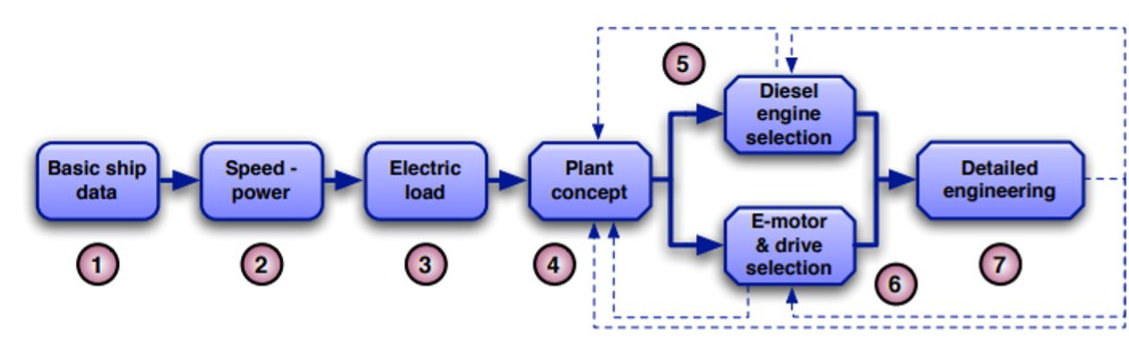 Basic ship
data
1
Speed -
power
2
Electric
load
3
Plant
concept
4
5
Diesel
engine
selection
E-motor
& drive
selection
6
Detailed
engineering
7